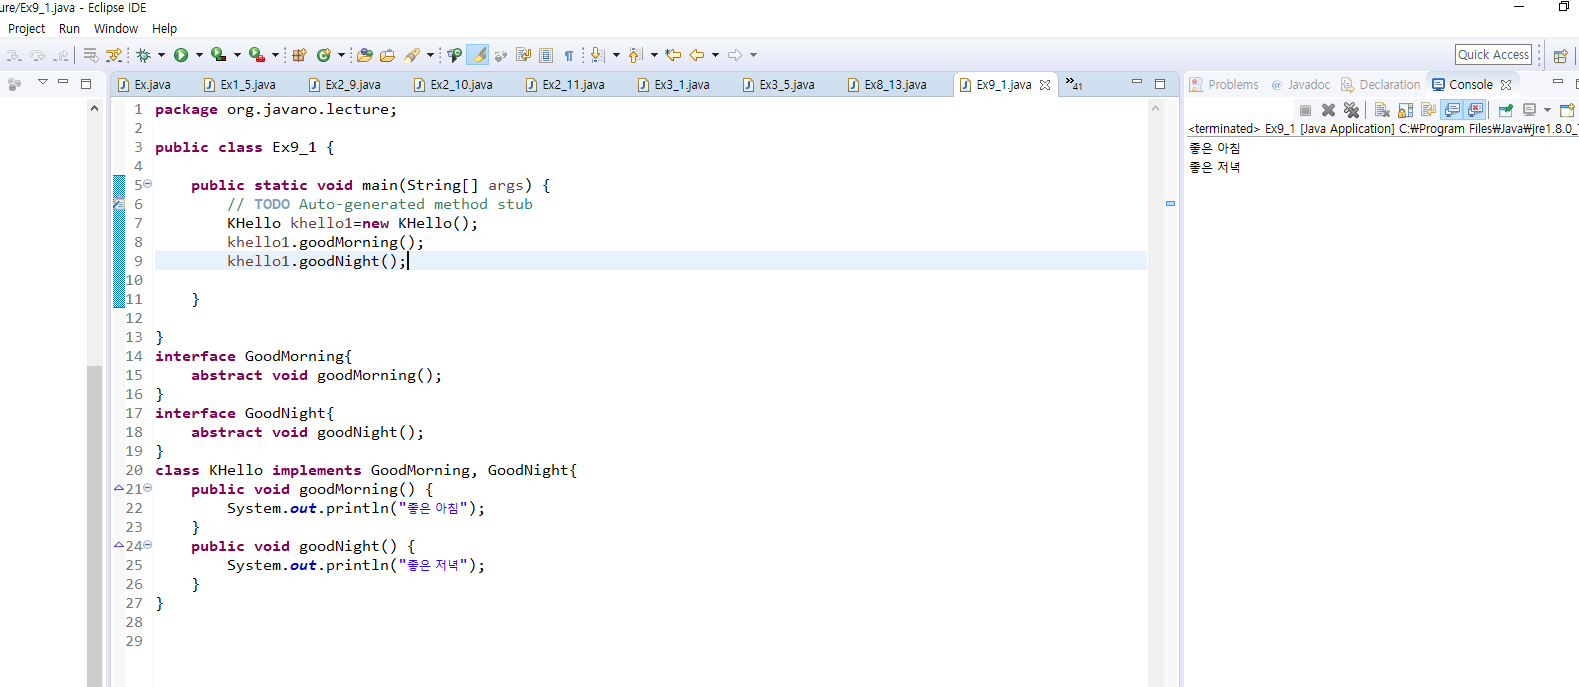 ure/Ex9_1.java - Eclipse IDE
Project Run Window Help
Quick Access
Ex.java Ex1_5.java Ex2_9.java Ex2_10.java Ex2_11.java Ex3_1.java Ex3_5.java Ex8_13.java Ex9_1.java »41
Problems @ Javadoc Declaration Console
<terminated> Ex9_1 [Java Application] C:₩Program Files₩Java₩jre1.8.0_
좋은 아침
좋은 저녁
1 package org.javaro.lecture;
2
3 public class Ex9_1 {
4
5 public static void main(String[] args) {
6 // TODO Auto-generated method stub
7 KHello khello1=new KHello();
8 khello1.goodMorning();
9 khello1.goodNight();
10
11 }
12
13 }
14 interface GoodMorning{
15 abstract void goodMorning();
16 }
17 interface GoodNight{
18 abstract void goodNight();
19 }
20 class KHello implements GoodMorning, GoodNight{
21 public void goodMorning() {
22 System.out.println("좋은 아침");
23 }
24 public void goodNight() {
25 System.out.println("좋은 저녁");
26 }
27 }
28
29